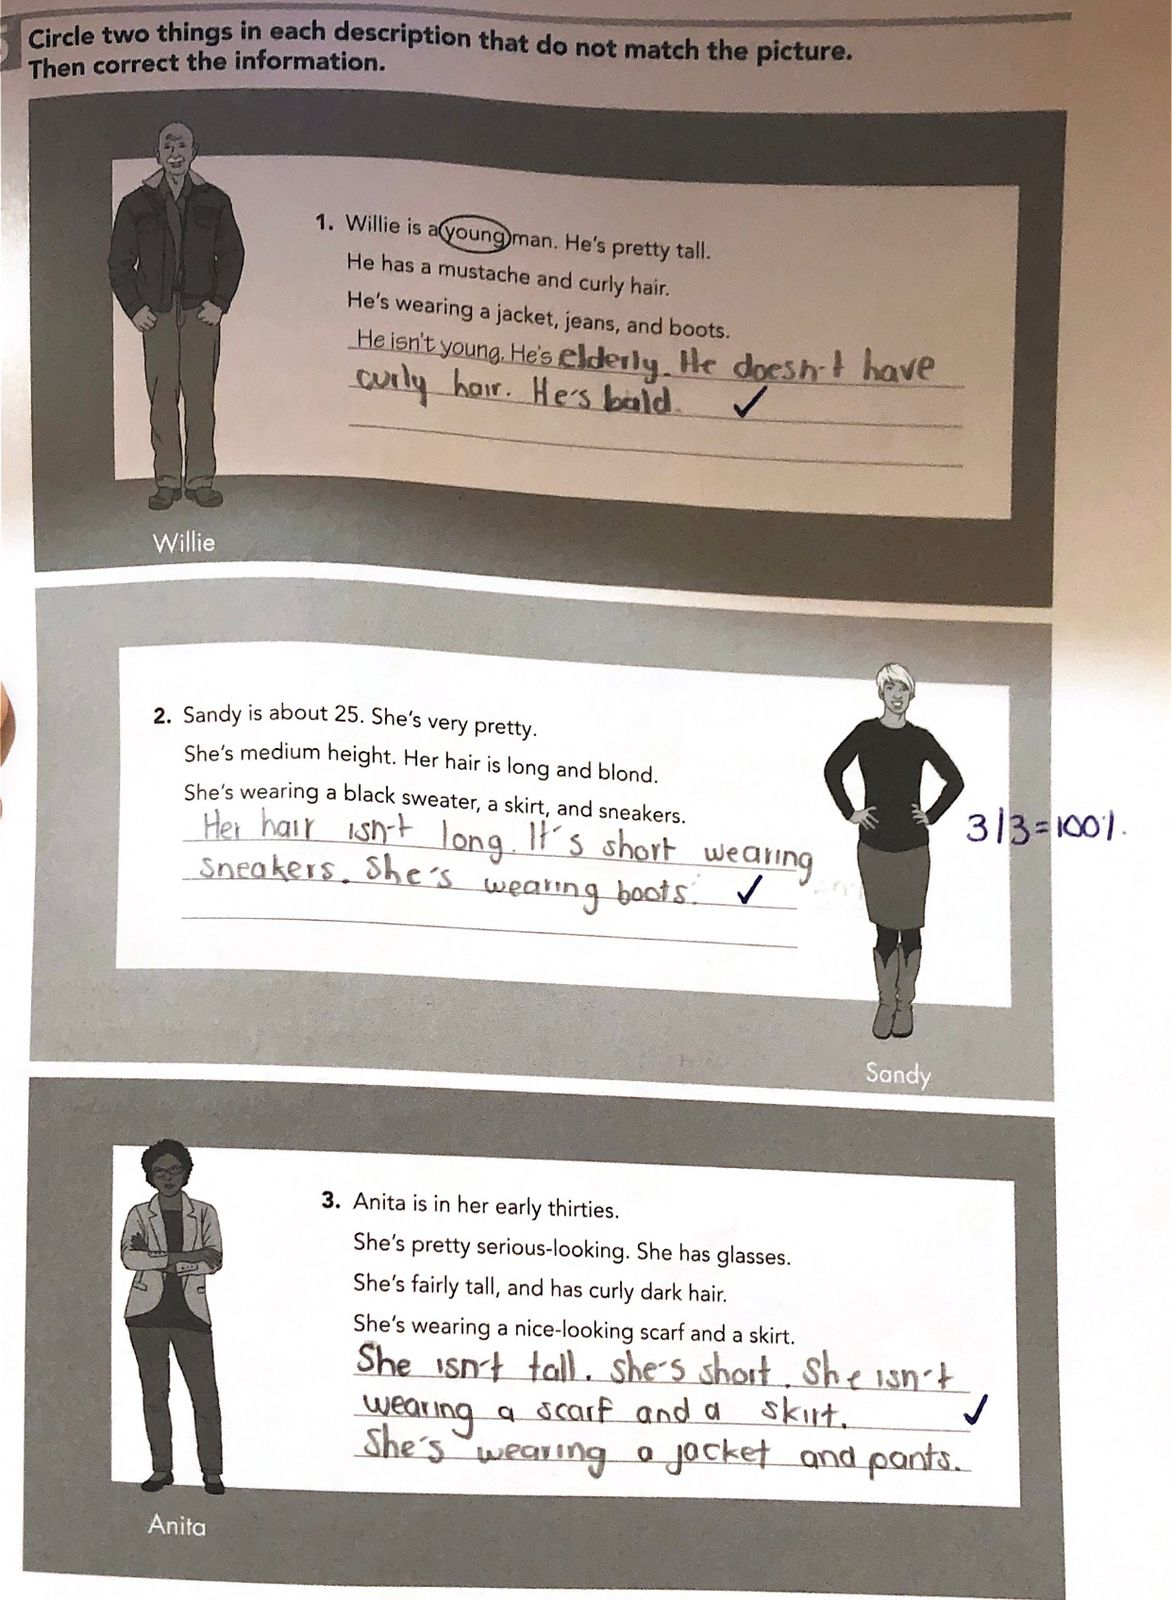 Circle two things in each description that do not match the picture.
Then correct the information.
1. Willie is a young man. He's pretty tall.
He has a mustache and curly hair.
He's wearing a jacket, jeans, and boots.
He isn't young. He's elderly. He doesn't have
curly hair. He's bald. ✓
Willie
2. Sandy is about 25. She's very pretty.
She's medium height. Her hair is long and blond.
She's wearing a black sweater, a skirt, and sneakers.
Her hair isn't long. It's short wearing
sneakers. She's wearing boots. ✓
3/3=100%.
Sandy
3. Anita is in her early thirties.
She's pretty serious-looking. She has glasses.
She's fairly tall, and has curly dark hair.
She's wearing a nice-looking scarf and a skirt.
She isn't tall. She's short. She isn't
wearing a scarf and a skirt. ✓
She's wearing a jacket and pants.
Anita